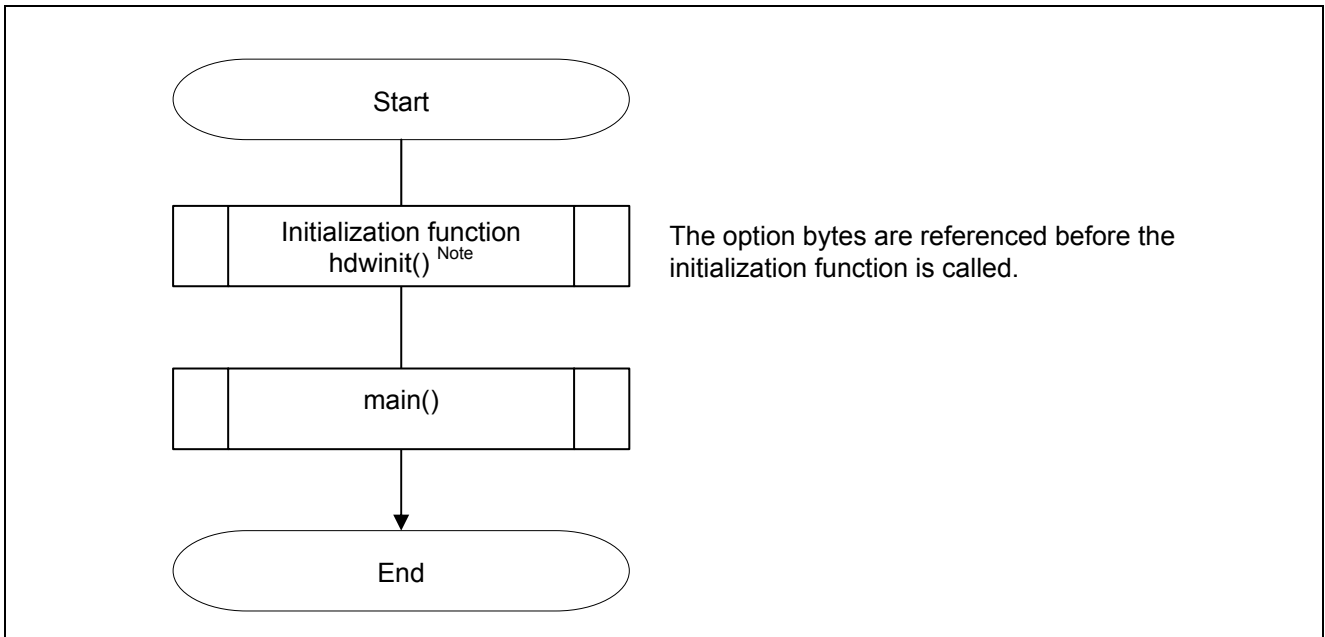 Start
Initialization function
hdwinit() Note
The option bytes are referenced before the
initialization function is called.
main()
End